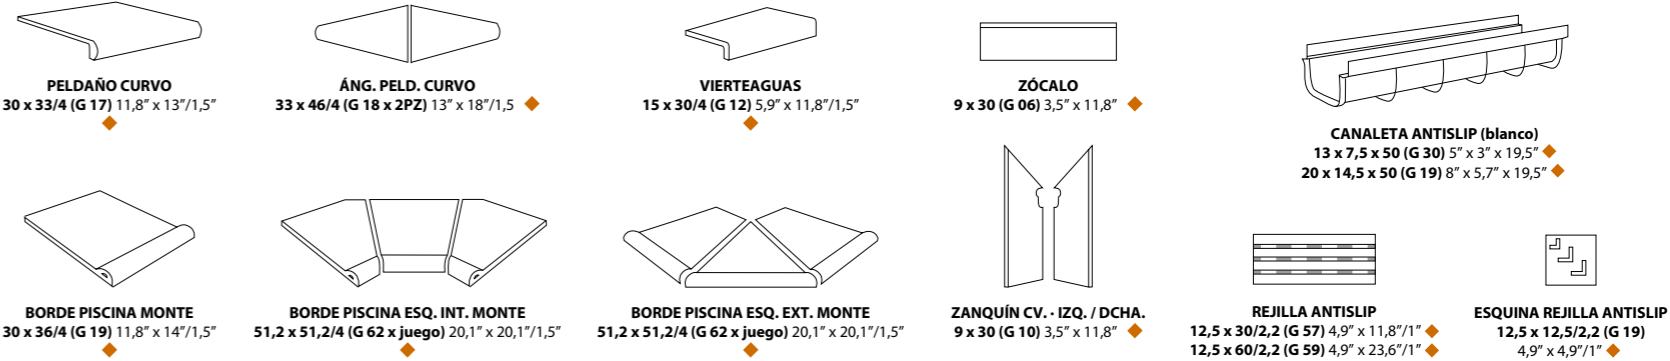 PELDAÑO CURVO
30 x 33/4 (G 17) 11,8” x 13”/1,5”
ÁNG. PELD. CURVO
33 x 46/4 (G 18 x 2PZ) 13” x 18”/1,5
VIERTEAGUAS
15 x 30/4 (G 12) 5,9” x 11,8”/1,5”
ZÓCALO
9 x 30 (G 06) 3,5” x 11,8”
CANALETA ANTISLIP (blanco)
13 x 7,5 x 50 (G 30) 5” x 3” x 19,5”
20 x 14,5 x 50 (G 19) 8” x 5,7” x 19,5”
BORDE PISCINA MONTE
30 x 36/4 (G 19) 11,8” x 14”/1,5”
BORDE PISCINA ESQ. INT. MONTE
51,2 x 51,2/4 (G 62 x juego) 20,1” x 20,1”/1,5”
BORDE PISCINA ESQ. EXT. MONTE
51,2 x 51,2/4 (G 62 x juego) 20,1” x 20,1”/1,5”
ZANQUÍN CV. · IZQ. / DCHA.
9 x 30 (G 10) 3,5” x 11,8”
REJILLA ANTISLIP
12,5 x 30/2,2 (G 57) 4,9” x 11,8”/1”
12,5 x 60/2,2 (G 59) 4,9” x 23,6”/1”
ESQUINA REJILLA ANTISLIP
12,5 x 12,5/2,2 (G 19)
4,9” x 4,9”/1”